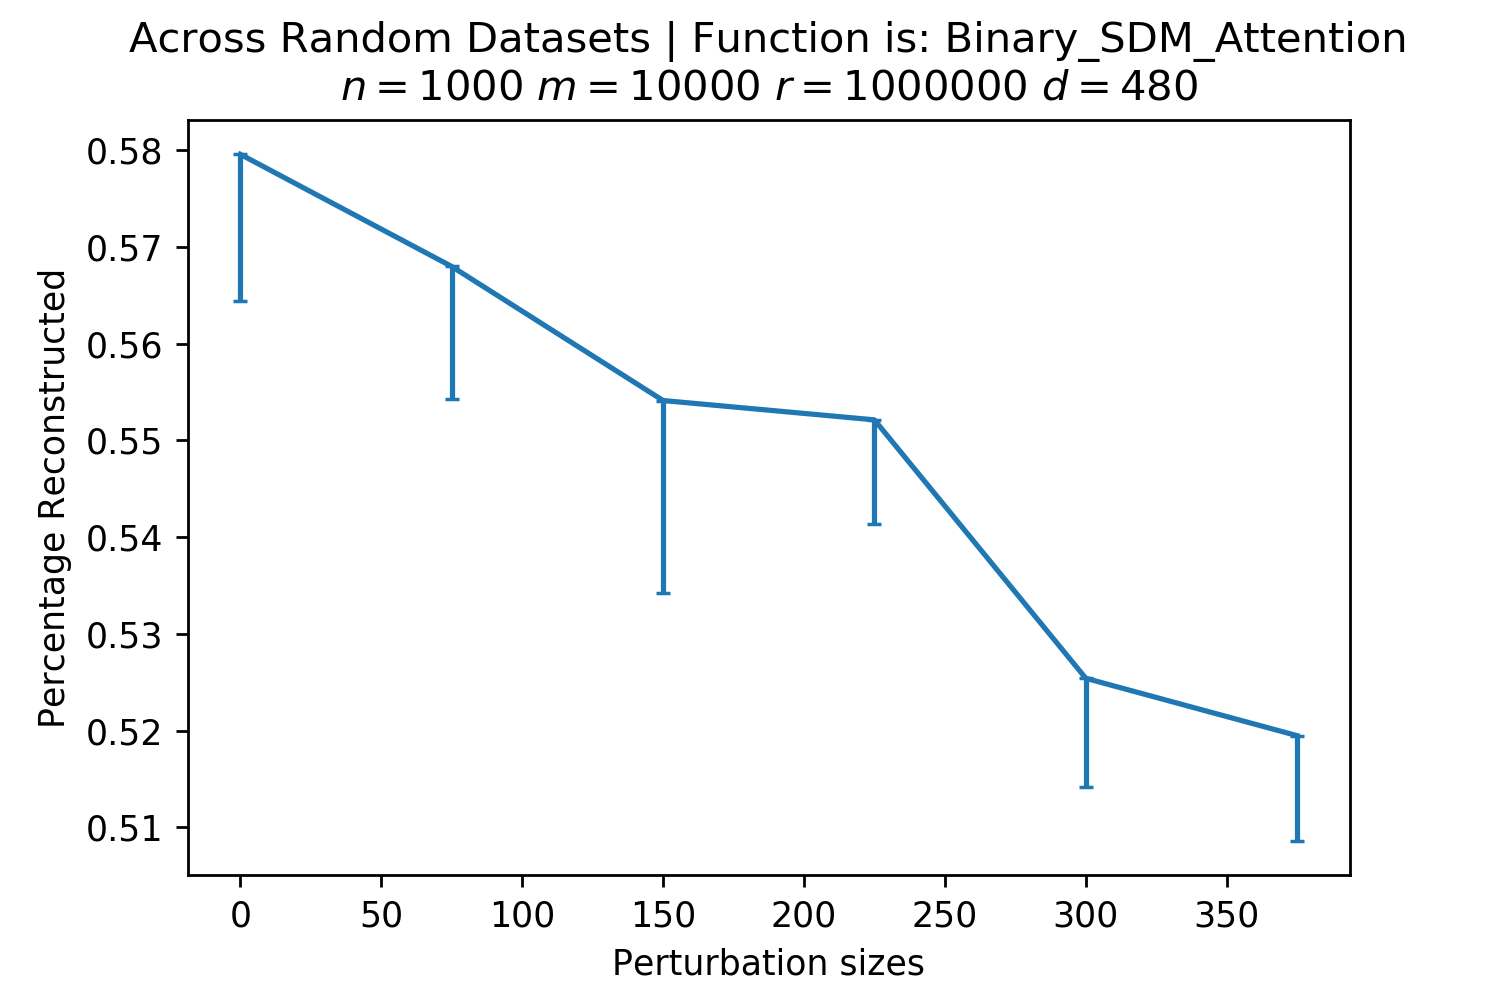 Across Random Datasets | Function is: Binary_SDM_Attention
n = 1000 m = 10000 r = 1000000 d = 480
0.58
0.57
0.56
0.55
0.54
0.53
0.52
0.51
Percentage Reconstructed
0 50 100 150 200 250 300 350
Perturbation sizes